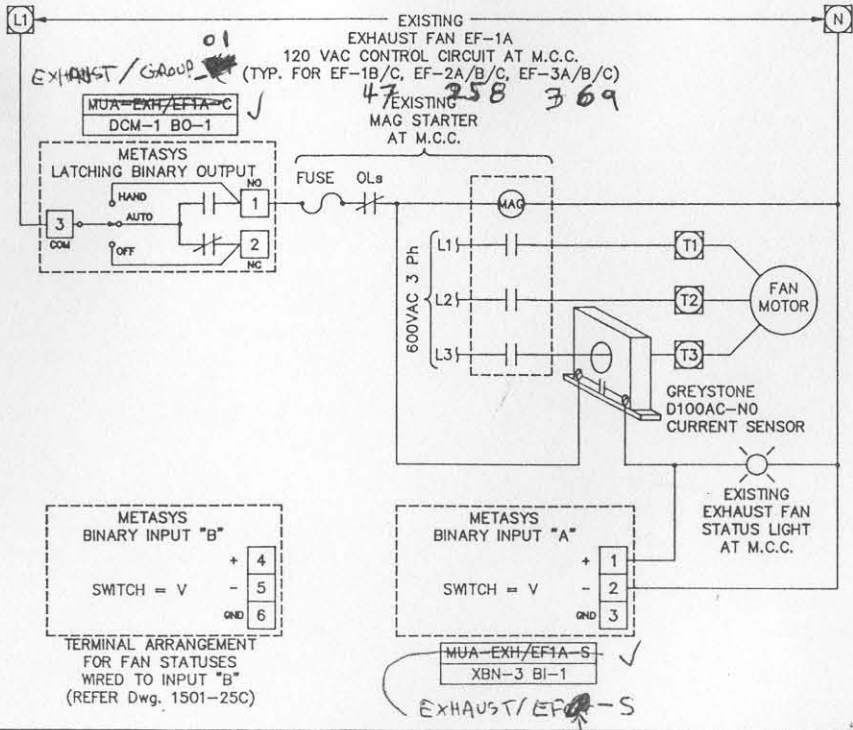 L1
EXISTING
N
EXHAUST FAN EF-1A
120 VAC CONTROL CIRCUIT AT M.C.C.
(TYP. FOR EF-1B/C, EF-2A/B/C, EF-3A/B/C)
01
EXHAUST/GROUP
47 258 369
MUA-EXH/EF1A-C
DCM-1 BO-1
EXISTING
MAG STARTER
AT M.C.C.
METASYS
LATCHING BINARY OUTPUT
HAND
AUTO
OFF
3
COM
NO
1
2
NC
FUSE OLs
MAG
600VAC 3 Ph
L1
L2
L3
T1
T2
T3
FAN
MOTOR
GREYSTONE
D100AC-NO
CURRENT SENSOR
EXISTING
EXHAUST FAN
STATUS LIGHT
AT M.C.C.
METASYS
BINARY INPUT "B"
+ 4
SWITCH = V - 5
GND 6
TERMINAL ARRANGEMENT
FOR FAN STATUSES
WIRED TO INPUT "B"
(REFER Dwg. 1501-25C)
METASYS
BINARY INPUT "A"
+ 1
SWITCH = V - 2
GND 3
MUA-EXH/EF1A-S
XBN-3 BI-1
EXHAUST/EF -S